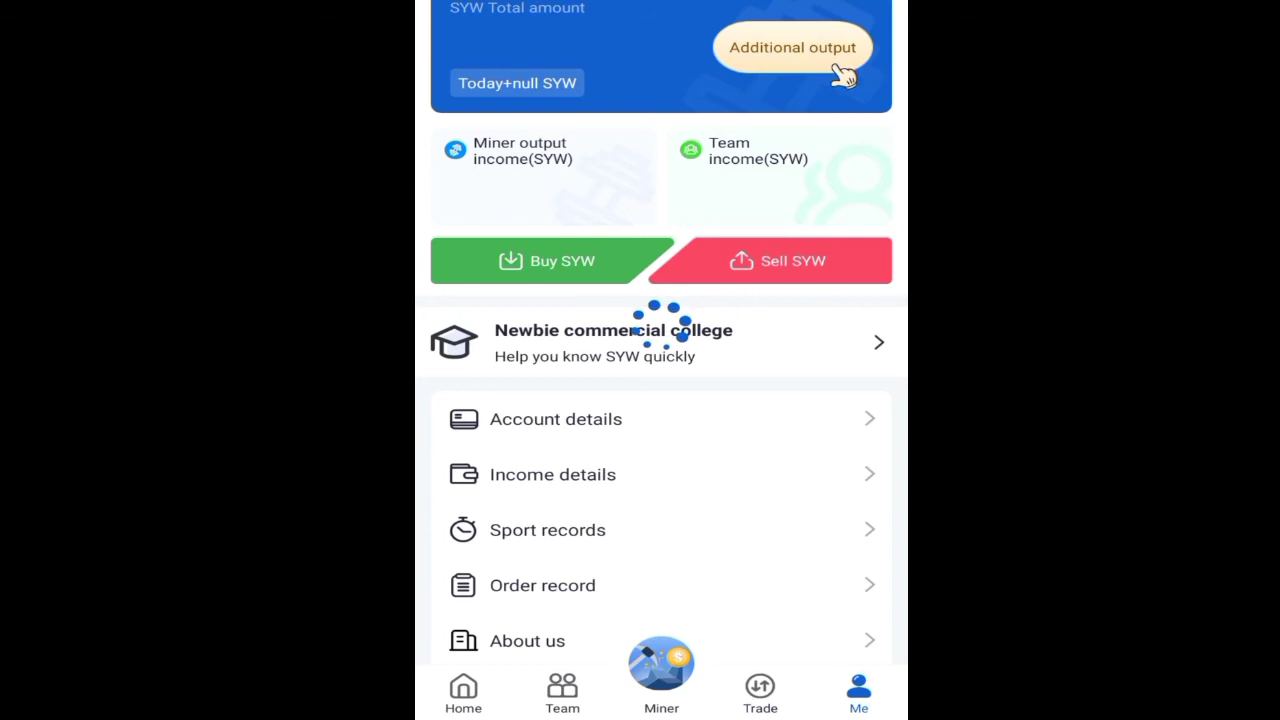 SYW Total amount
Additional output
Today+null SYW
Miner output
income(SYW)
Team
income(SYW)
Buy SYW
Sell SYW
Newbie commercial college
Help you know SYW quickly
Account details
Income details
Sport records
Order record
About us
Home
Team
Miner
Trade
Me